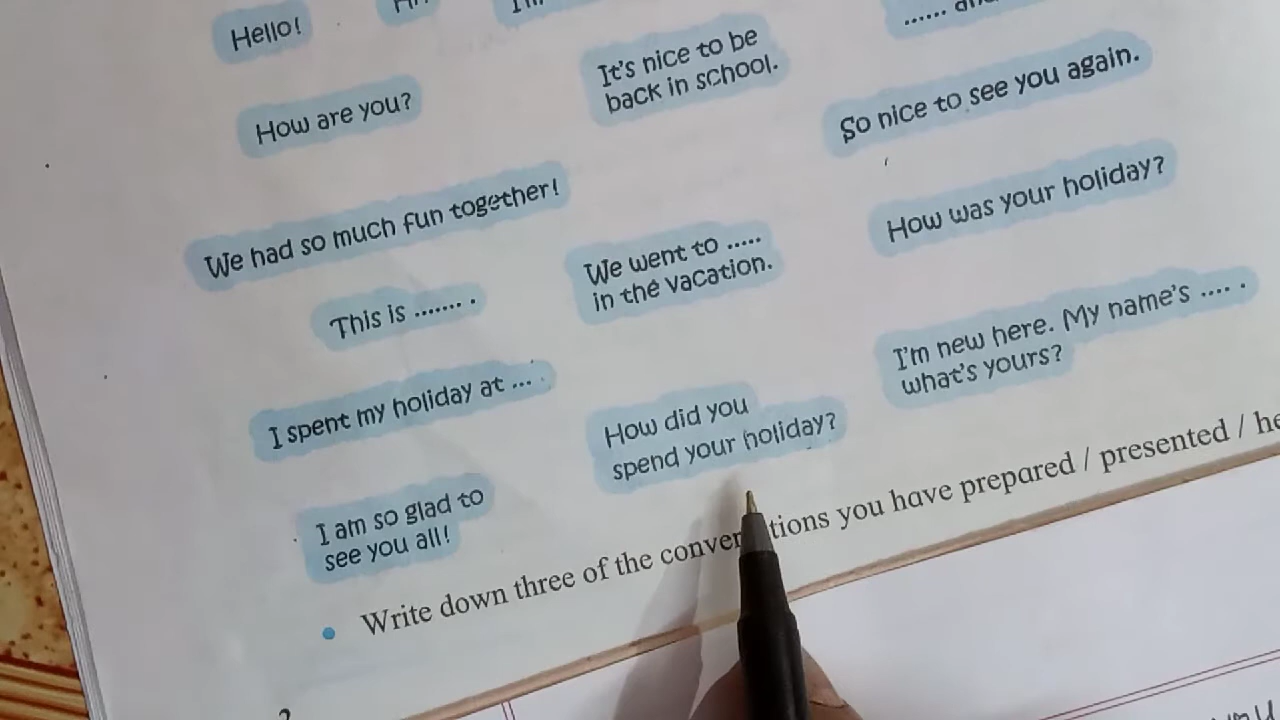 Hello!
I'm
...... and
It's nice to be
back in school.
So nice to see you again.
How are you?
How was your holiday?
We had so much fun together!
We went to .....
in the vacation.
This is ....... .
I'm new here. My name's .... .
what's yours?
I spent my holiday at ... .
How did you
spend your holiday?
I am so glad to
see you all!
• Write down three of the conversations you have prepared / presented /
2